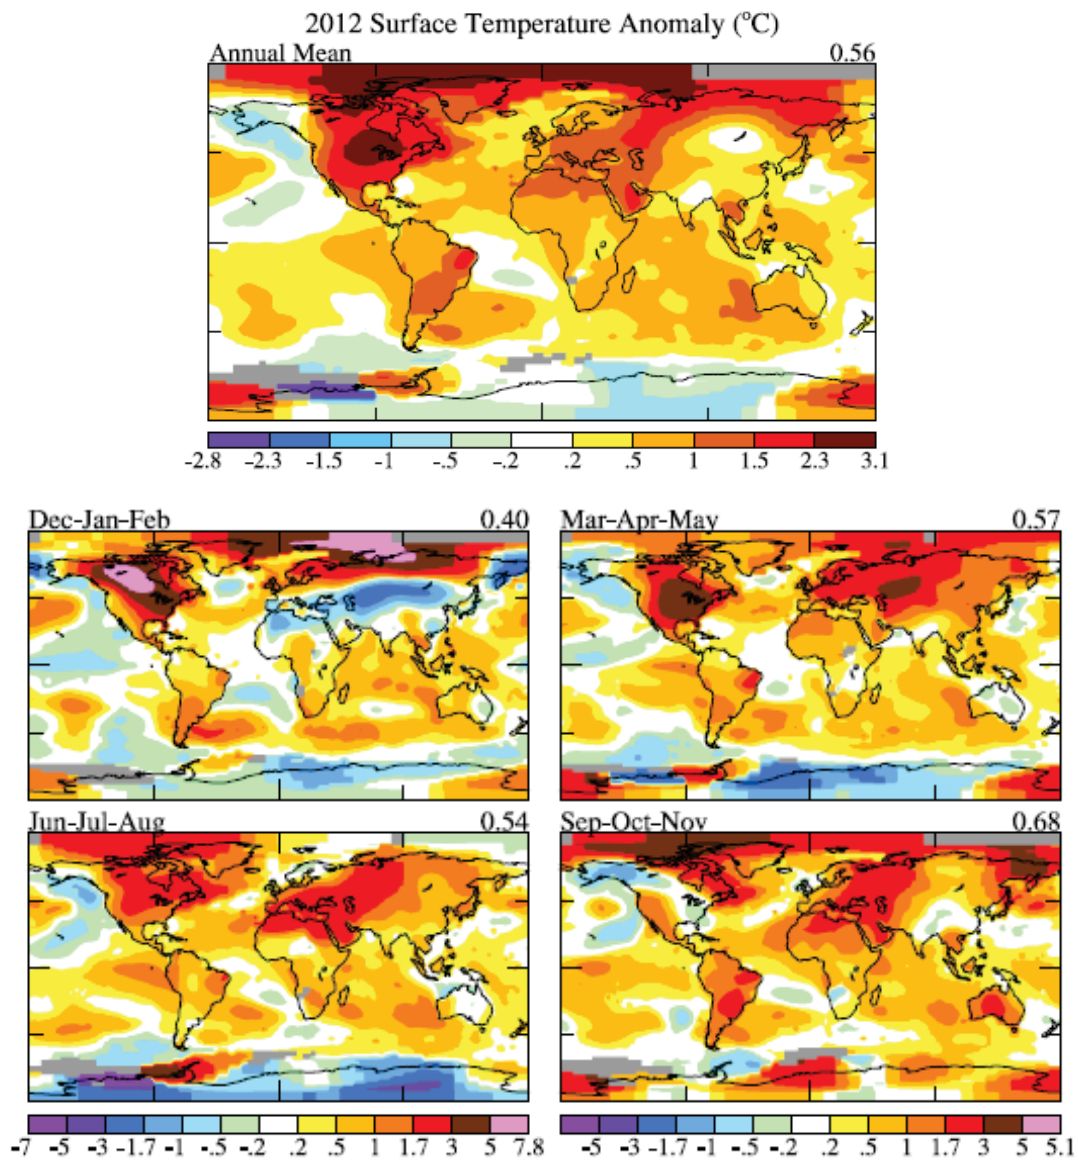 2012 Surface Temperature Anomaly (°C)
Annual Mean 0.56
-2.8 -2.3 -1.5 -1 -.5 -.2 .2 .5 1 1.5 2.3 3.1
Dec-Jan-Feb 0.40 Mar-Apr-May 0.57
Jun-Jul-Aug 0.54 Sep-Oct-Nov 0.68
-7 -5 -3 -1.7 -1 -.5 -.2 .2 .5 1 1.7 3 5 7.8 -5 -3 -1.7 -1 -.5 -.2 .2 .5 1 1.7 3 5 5.1